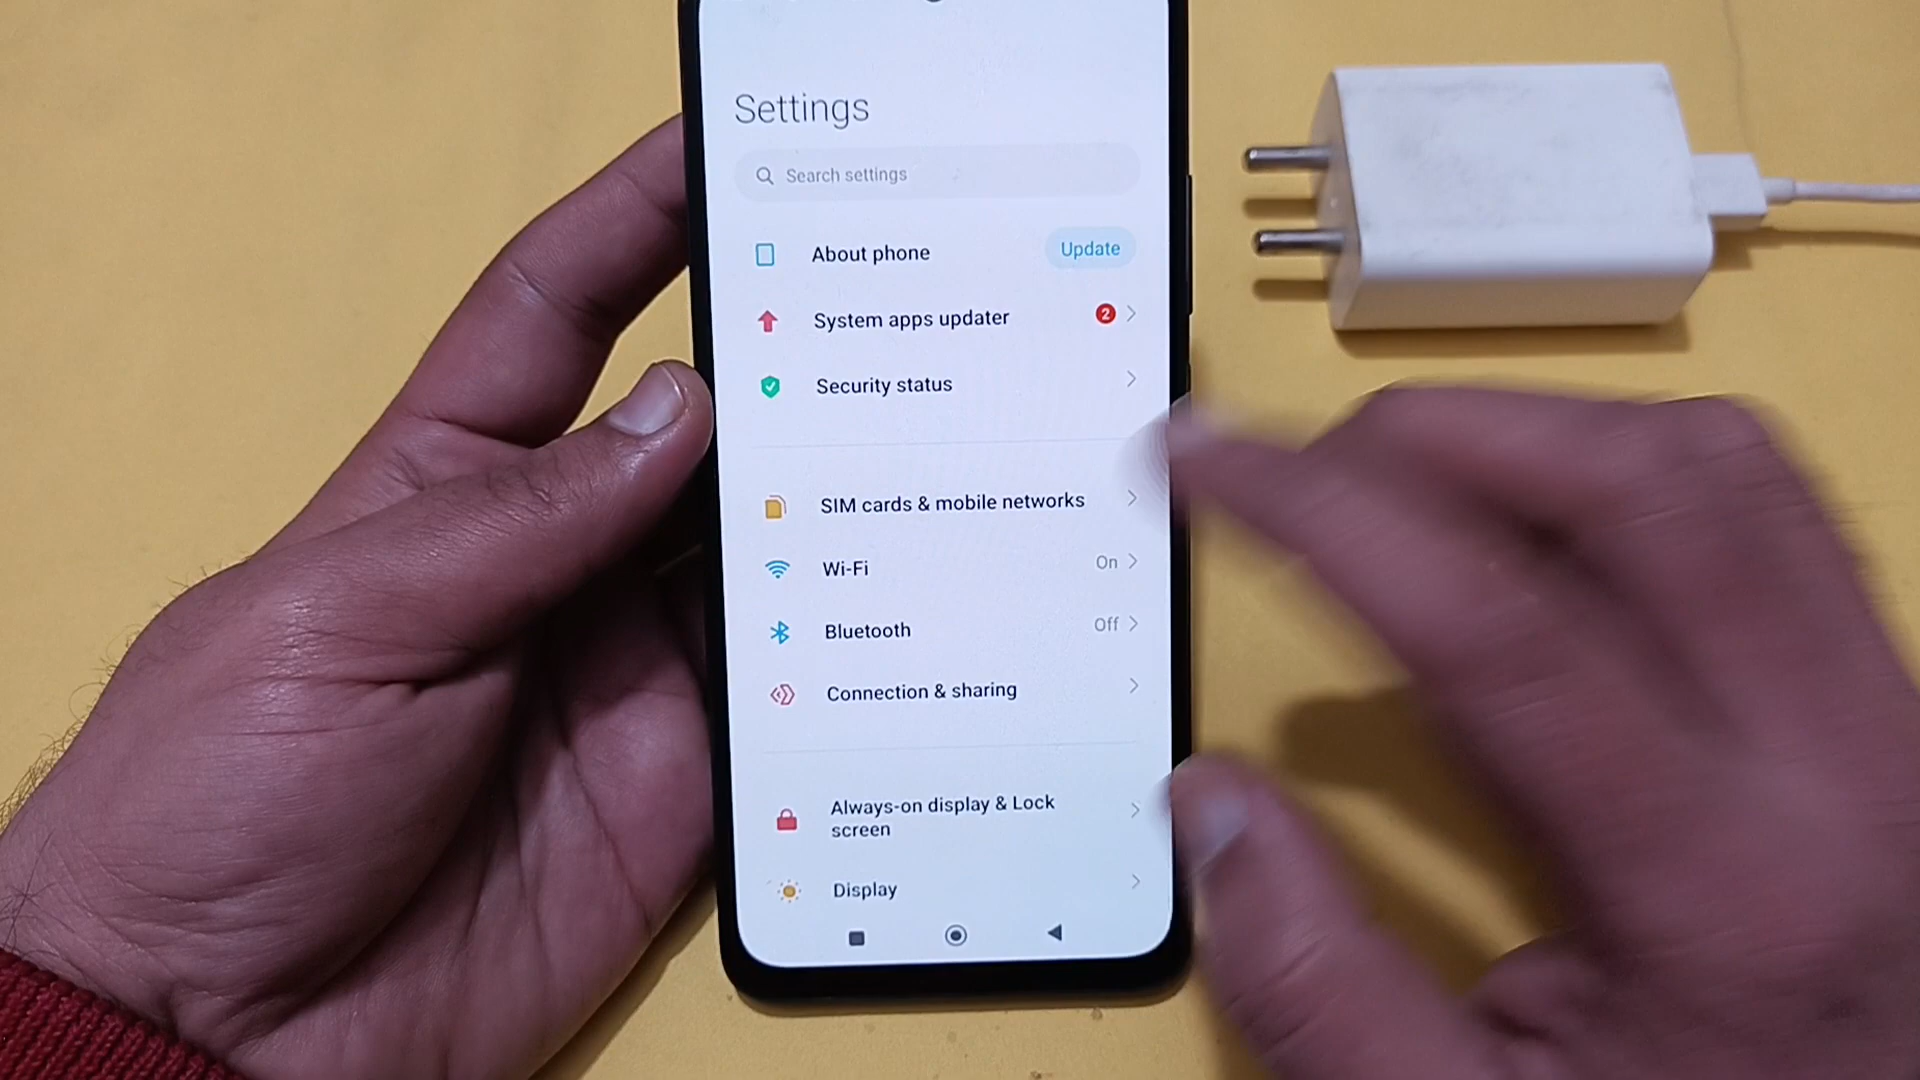 Settings
Search settings
About phone
Update
System apps updater
2
Security status
SIM cards & mobile networks
Wi-Fi
On
Bluetooth
Off
Connection & sharing
Always-on display & Lock
screen
Display